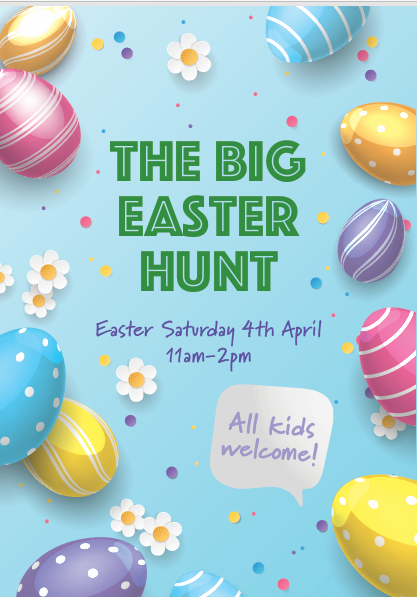 THE BIG
EASTER
HUNT
Easter Saturday 4th April
11am-2pm
All kids
welcome!